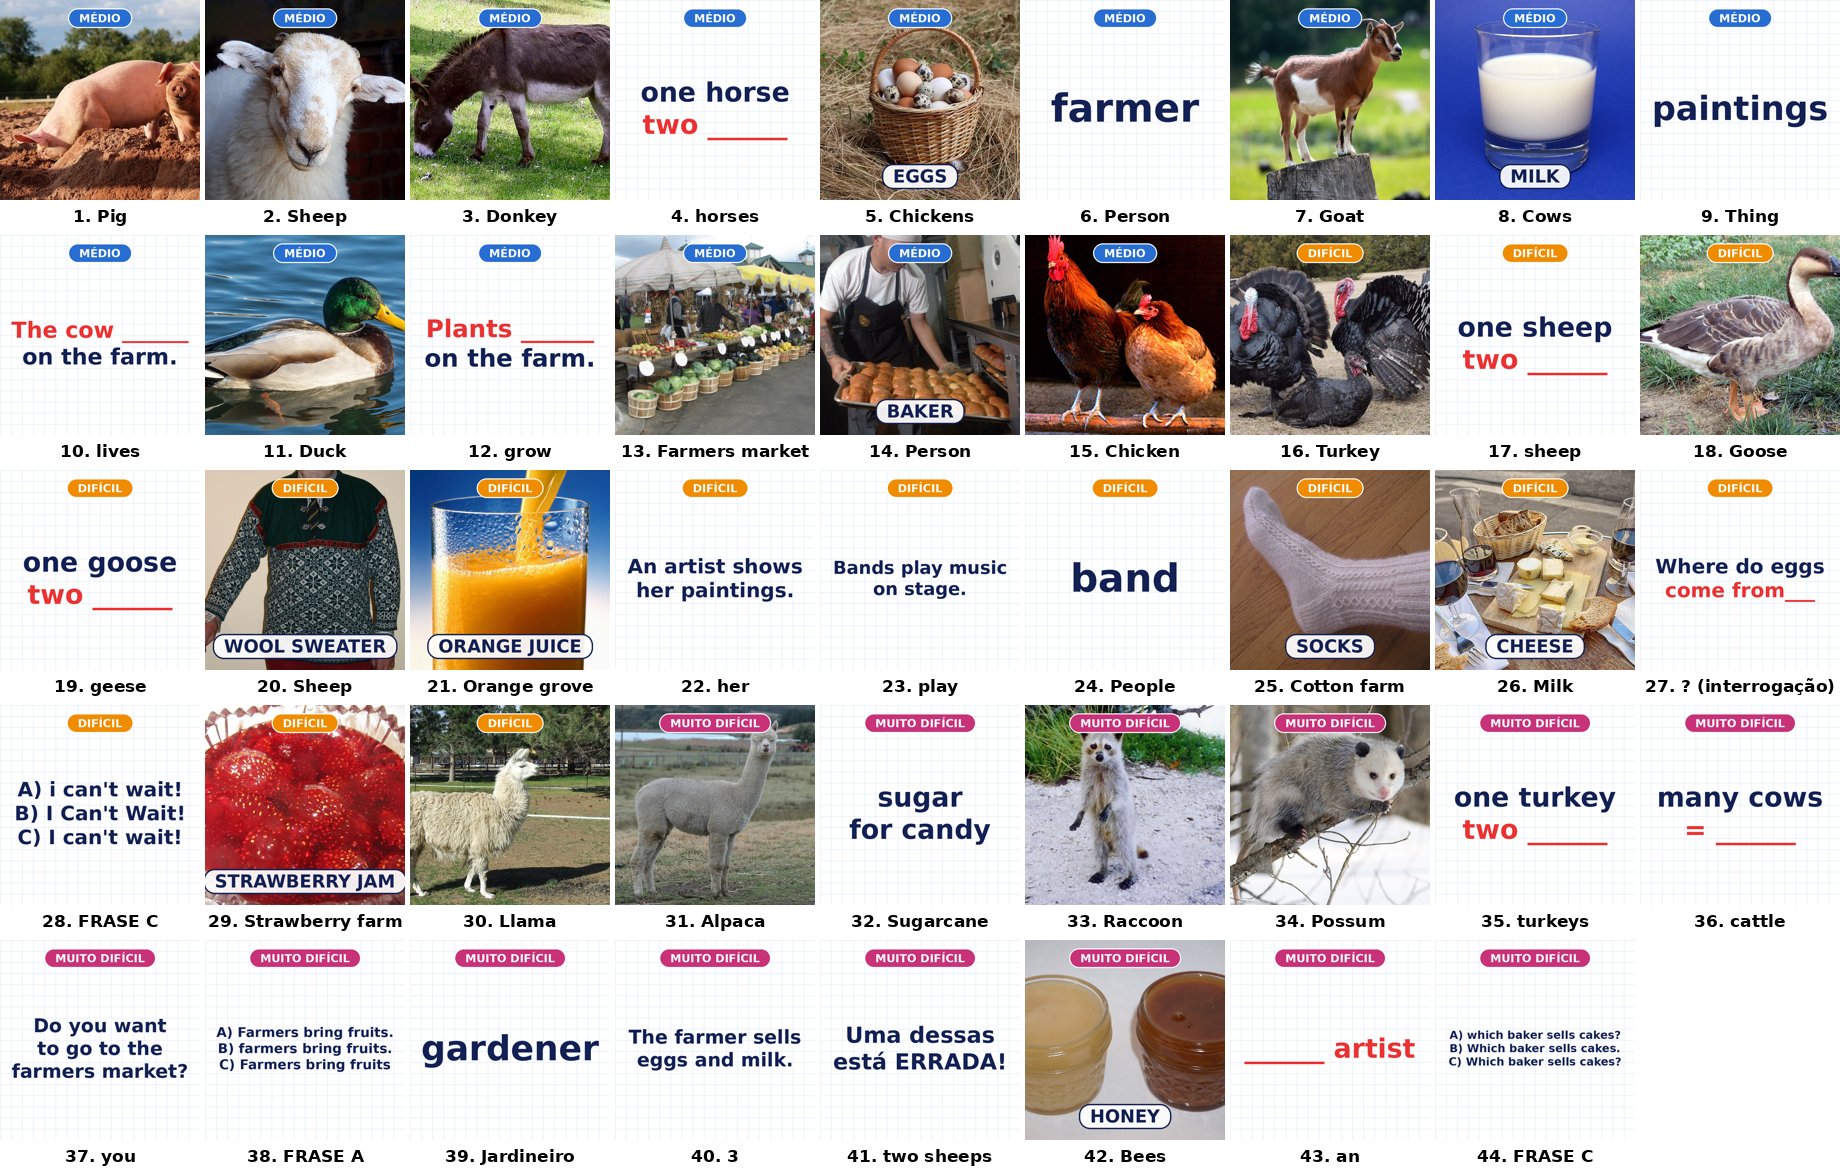 MÉDIO
MÉDIO
MÉDIO
MÉDIO
one horse
two ______
MÉDIO
EGGS
MÉDIO
farmer
MÉDIO
MÉDIO
MILK
MÉDIO
paintings
1. Pig
2. Sheep
3. Donkey
4. horses
5. Chickens
6. Person
7. Goat
8. Cows
9. Thing
MÉDIO
The cow _____
on the farm.
MÉDIO
MÉDIO
Plants _____
on the farm.
MÉDIO
MÉDIO
BAKER
MÉDIO
DIFÍCIL
DIFÍCIL
one sheep
two ______
DIFÍCIL
10. lives
11. Duck
12. grow
13. Farmers market
14. Person
15. Chicken
16. Turkey
17. sheep
18. Goose
DIFÍCIL
one goose
two ______
DIFÍCIL
WOOL SWEATER
DIFÍCIL
ORANGE JUICE
DIFÍCIL
An artist shows
her paintings.
DIFÍCIL
Bands play music
on stage.
DIFÍCIL
band
DIFÍCIL
SOCKS
DIFÍCIL
CHEESE
DIFÍCIL
Where do eggs
come from__
19. geese
20. Sheep
21. Orange grove
22. her
23. play
24. People
25. Cotton farm
26. Milk
27. ? (interrogação)
DIFÍCIL
A) i can't wait!
B) I Can't Wait!
C) I can't wait!
DIFÍCIL
STRAWBERRY JAM
DIFÍCIL
MUITO DIFÍCIL
MUITO DIFÍCIL
sugar
for candy
MUITO DIFÍCIL
MUITO DIFÍCIL
MUITO DIFÍCIL
one turkey
two ______
MUITO DIFÍCIL
many cows
= ______
28. FRASE C
29. Strawberry farm
30. Llama
31. Alpaca
32. Sugarcane
33. Raccoon
34. Possum
35. turkeys
36. cattle
MUITO DIFÍCIL
Do you want
to go to the
farmers market?
MUITO DIFÍCIL
A) Farmers bring fruits.
B) farmers bring fruits.
C) Farmers bring fruits
MUITO DIFÍCIL
gardener
MUITO DIFÍCIL
The farmer sells
eggs and milk.
MUITO DIFÍCIL
Uma dessas
está ERRADA!
MUITO DIFÍCIL
HONEY
MUITO DIFÍCIL
______ artist
MUITO DIFÍCIL
A) which baker sells cakes?
B) Which baker sells cakes.
C) Which baker sells cakes?
37. you
38. FRASE A
39. Jardineiro
40. 3
41. two sheeps
42. Bees
43. an
44. FRASE C